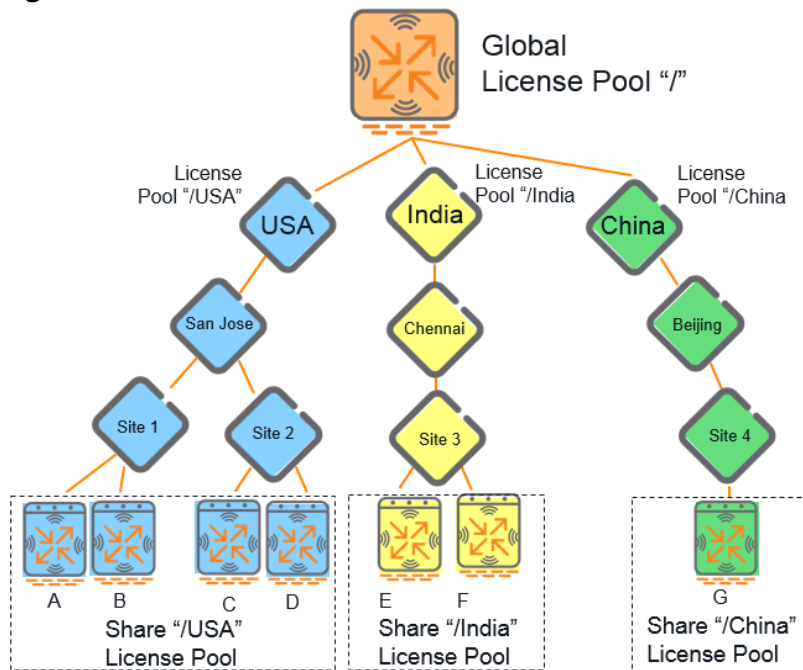 g
Global
License Pool “/”
License
Pool “/USA”
License
Pool “/India
License
Pool “/China
USA
India
China
San Jose
Chennai
Beijing
Site 1
Site 2
Site 3
Site 4
A
B
C
D
E
F
G
Share “/USA”
License Pool
Share “/India”
License Pool
Share “/China”
License Pool